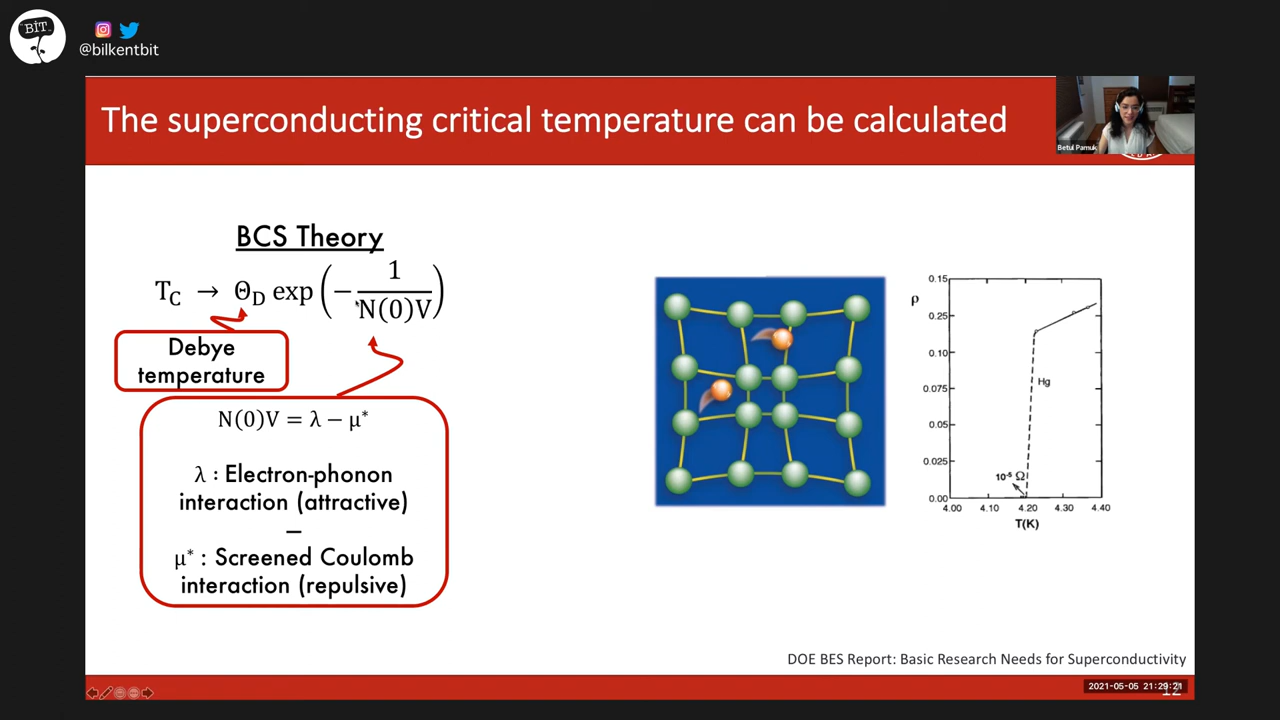 BİT
@bilkentbit
The superconducting critical temperature can be calculated
Betul Pamuk
BCS Theory
T_C → Θ_D exp(− 1 / N(0)V)
Debye
temperature
N(0)V = λ − μ*
λ : Electron-phonon
interaction (attractive)
−
μ* : Screened Coulomb
interaction (repulsive)
ρ
0.15
0.25
0.10
0.075
0.05
0.025
0.00
Hg
10⁻⁵ Ω
4.00 4.10 4.20 4.30 4.40
T(K)
DOE BES Report: Basic Research Needs for Superconductivity
2021-05-05 21:29:21
12